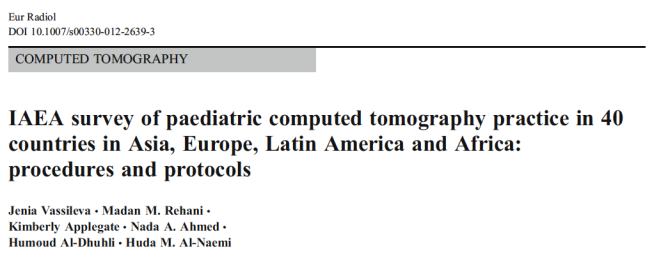 Eur Radiol
DOI 10.1007/s00330-012-2639-3
COMPUTED TOMOGRAPHY
IAEA survey of paediatric computed tomography practice in 40
countries in Asia, Europe, Latin America and Africa:
procedures and protocols
Jenia Vassileva • Madan M. Rehani •
Kimberly Applegate • Nada A. Ahmed •
Humoud Al-Dhuhli • Huda M. Al-Naemi